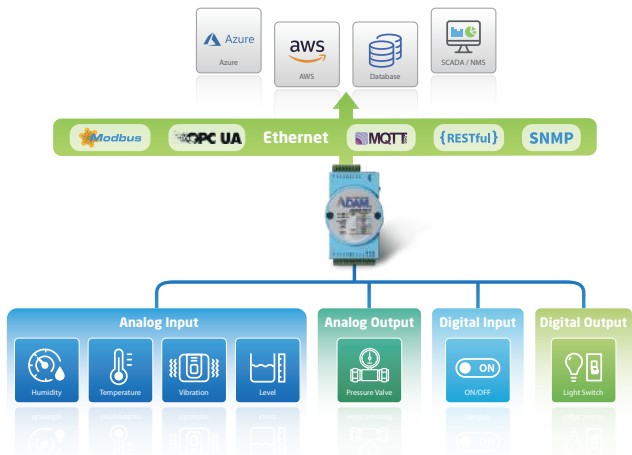 Azure
Azure
aws
AWS
Database
SCADA / NMS
Modbus
OPC UA
Ethernet
MQTT
{RESTful}
SNMP
ADAM
Analog Input
Analog Output
Digital Input
Digital Output
ON
Humidity
Temperature
Vibration
Level
Pressure Valve
ON/OFF
Light Switch